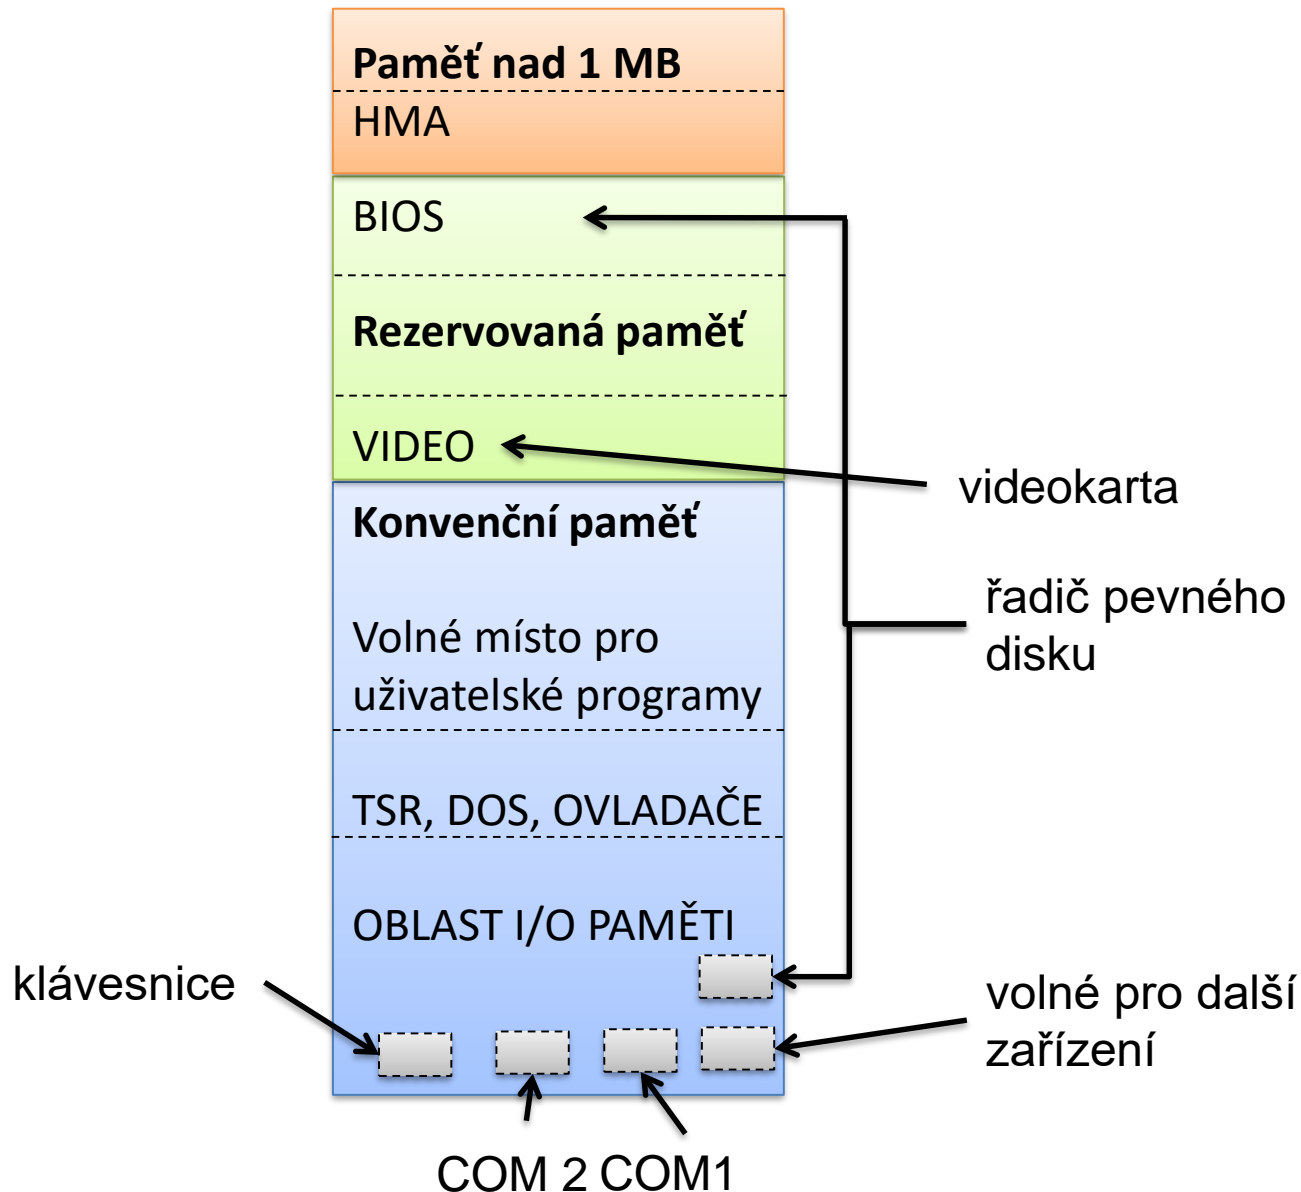 Paměť nad 1 MB
HMA
BIOS
Rezervovaná paměť
VIDEO
videokarta
Konvenční paměť
řadič pevného
disku
Volné místo pro
uživatelské programy
TSR, DOS, OVLADAČE
OBLAST I/O PAMĚTI
klávesnice
volné pro další
zařízení
COM 2 COM1